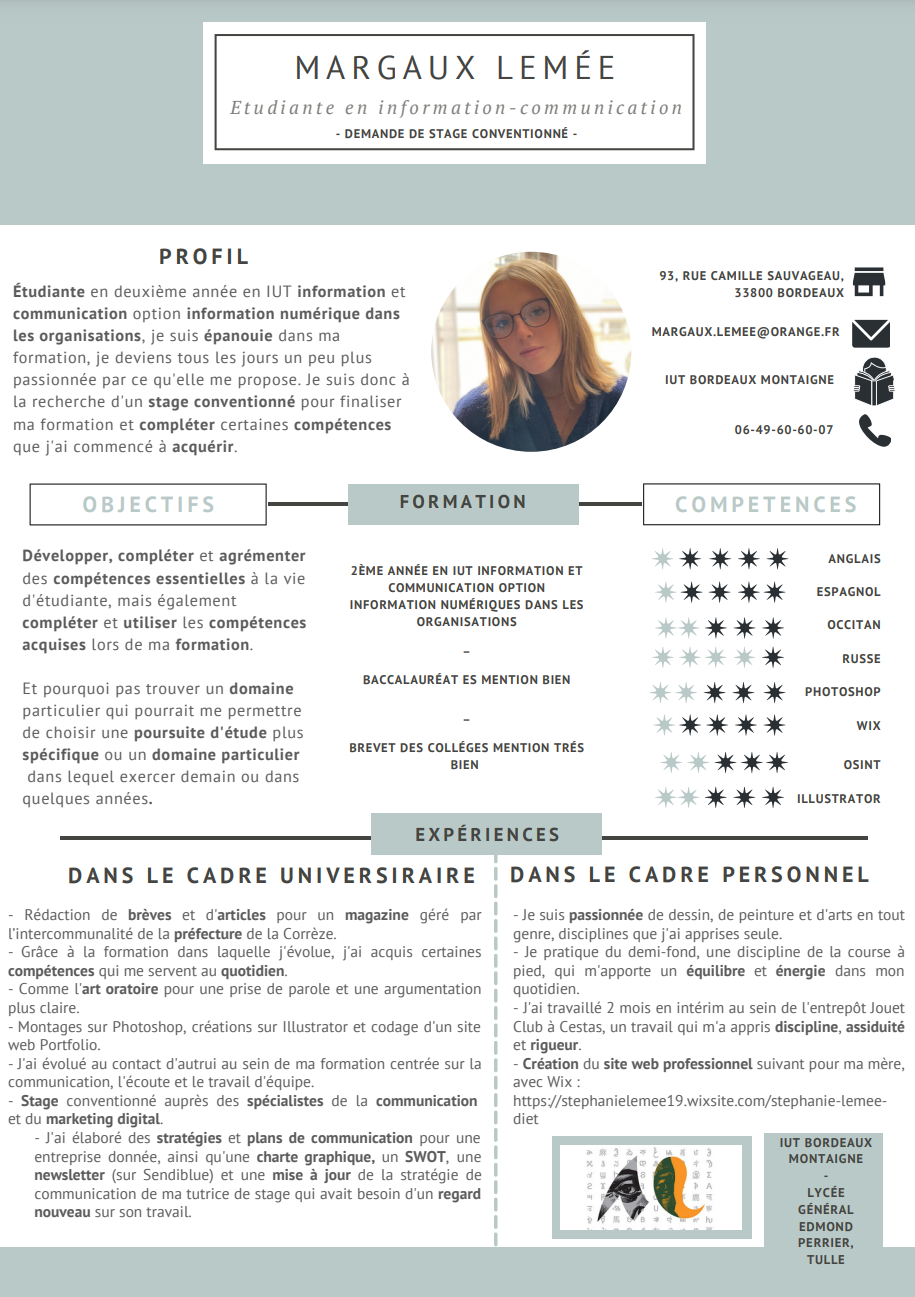 MARGAUX LEMÉE
Etudiante en information-communication
- DEMANDE DE STAGE CONVENTIONNÉ -
PROFIL
Étudiante en deuxième année en IUT information et
communication option information numérique dans
les organisations, je suis épanouie dans ma
formation, je deviens tous les jours un peu plus
passionnée par ce qu'elle me propose. Je suis donc à
la recherche d'un stage conventionné pour finaliser
ma formation et compléter certaines compétences
que j'ai commencé à acquérir.
93, RUE CAMILLE SAUVAGEAU,
33800 BORDEAUX
MARGAUX.LEMEE@ORANGE.FR
IUT BORDEAUX MONTAIGNE
06-49-60-60-07
OBJECTIFS
Développer, compléter et agrémenter
des compétences essentielles à la vie
d'étudiante, mais également
compléter et utiliser les compétences
acquises lors de ma formation.
Et pourquoi pas trouver un domaine
particulier qui pourrait me permettre
de choisir une poursuite d'étude plus
spécifique ou un domaine particulier
dans lequel exercer demain ou dans
quelques années.
FORMATION
2ÈME ANNÉE EN IUT INFORMATION ET
COMMUNICATION OPTION
INFORMATION NUMÉRIQUES DANS LES
ORGANISATIONS
–
BACCALAURÉAT ES MENTION BIEN
–
BREVET DES COLLÉGES MENTION TRÉS
BIEN
COMPETENCES
ANGLAIS
ESPAGNOL
OCCITAN
RUSSE
PHOTOSHOP
WIX
OSINT
ILLUSTRATOR
EXPÉRIENCES
DANS LE CADRE UNIVERSIRAIRE
- Rédaction de brèves et d'articles pour un magazine géré par
l'intercommunalité de la préfecture de la Corrèze.
- Grâce à la formation dans laquelle j'évolue, j'ai acquis certaines
compétences qui me servent au quotidien.
- Comme l'art oratoire pour une prise de parole et une argumentation
plus claire.
- Montages sur Photoshop, créations sur Illustrator et codage d'un site
web Portfolio.
- J'ai évolué au contact d'autrui au sein de ma formation centrée sur la
communication, l'écoute et le travail d'équipe.
- Stage conventionné auprès des spécialistes de la communication
et du marketing digital.
- J'ai élaboré des stratégies et plans de communication pour une
entreprise donnée, ainsi qu'une charte graphique, un SWOT, une
newsletter (sur Sendiblue) et une mise à jour de la stratégie de
communication de ma tutrice de stage qui avait besoin d'un regard
nouveau sur son travail.
DANS LE CADRE PERSONNEL
- Je suis passionnée de dessin, de peinture et d'arts en tout
genre, disciplines que j'ai apprises seule.
- Je pratique du demi-fond, une discipline de la course à
pied, qui m'apporte un équilibre et énergie dans mon
quotidien.
- J'ai travaillé 2 mois en intérim au sein de l'entrepôt Jouet
Club à Cestas, un travail qui m'a appris discipline, assiduité
et rigueur.
- Création du site web professionnel suivant pour ma mère,
avec Wix :
https://stephanielemee19.wixsite.com/stephanie-lemee-
diet
IUT BORDEAUX
MONTAIGNE
-
LYCÉE
GÉNÉRAL
EDMOND
PERRIER,
TULLE